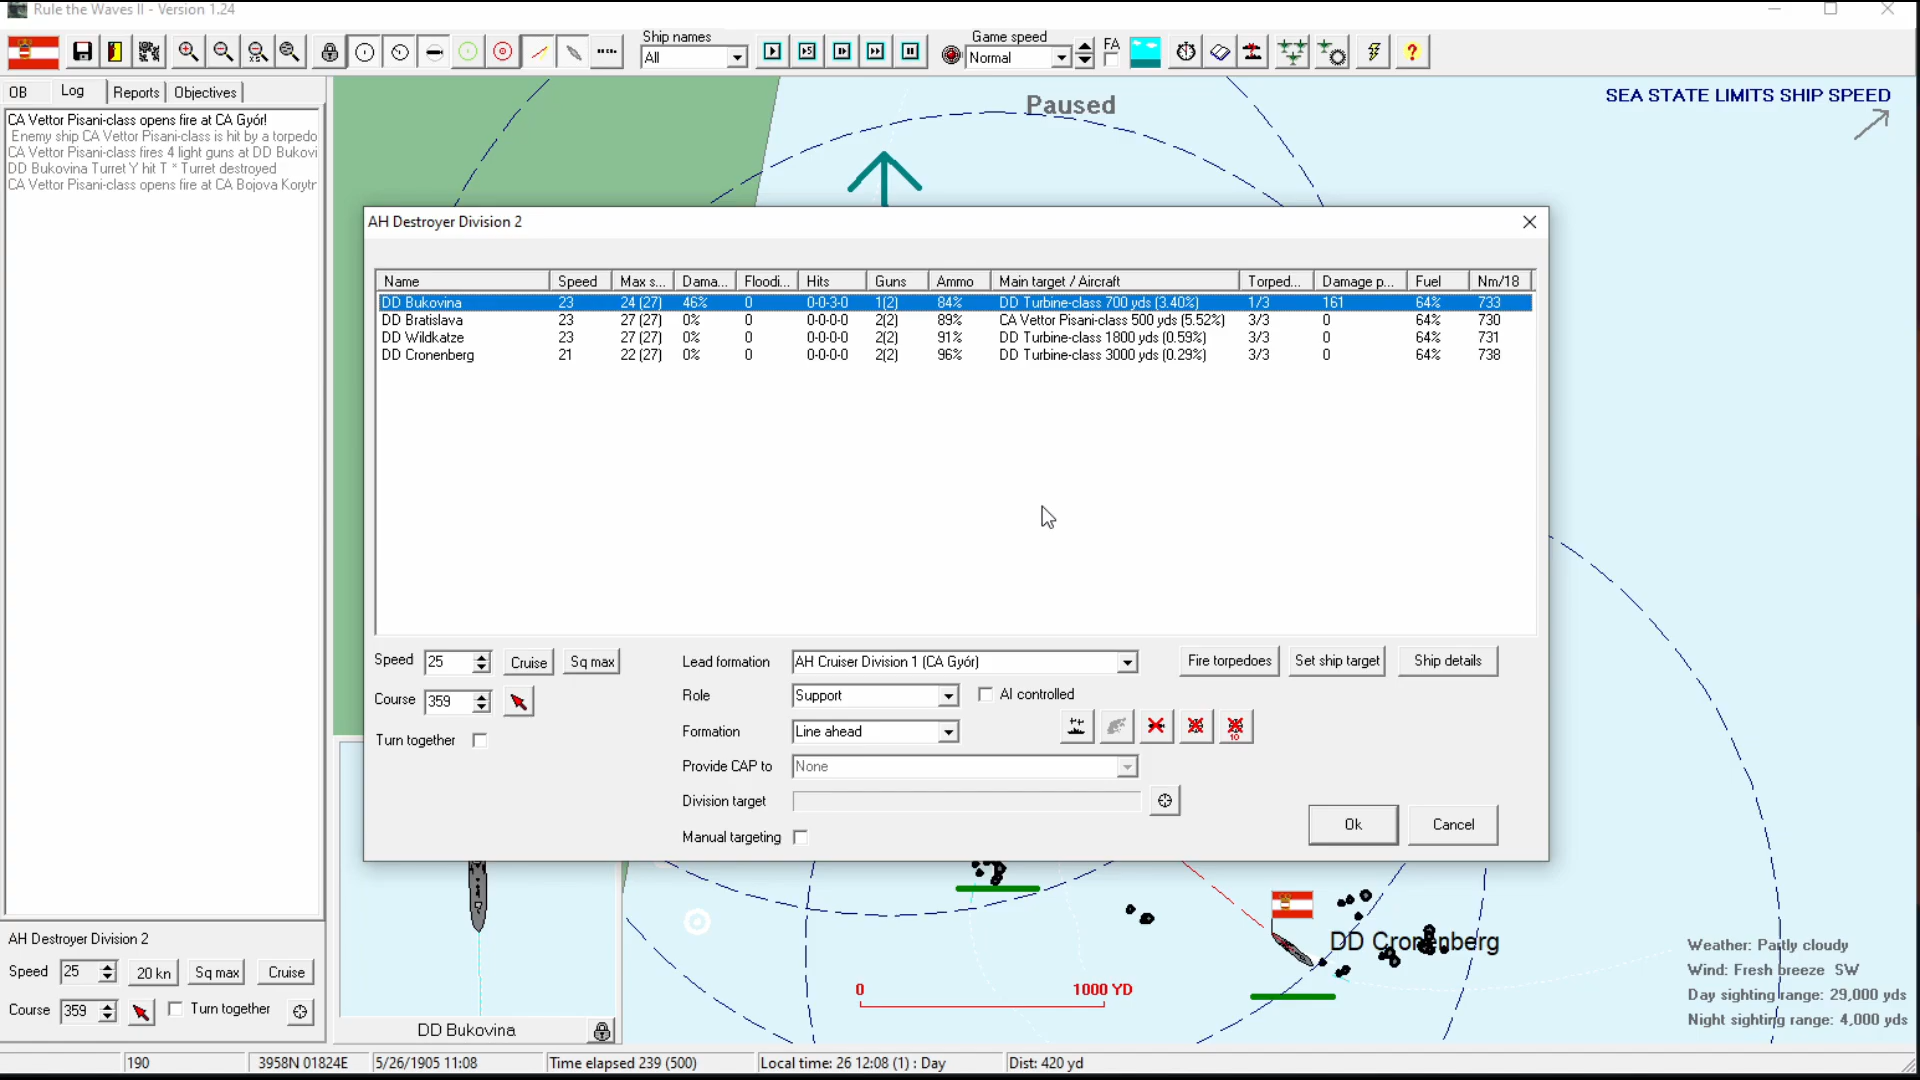 Rule the Waves II - Version 1.24
Ship names
All
Game speed
Normal
FA
OB
Log
Reports
Objectives
CA Vettor Pisani-class opens fire at CA Gyór!
Enemy ship CA Vettor Pisani-class is hit by a torpedo
CA Vettor Pisani-class fires 4 light guns at DD Bukovi
DD Bukovina Turret Y hit T * Turret destroyed
CA Vettor Pisani-class opens fire at CA Bojova Korytr
Paused
SEA STATE LIMITS SHIP SPEED
AH Destroyer Division 2
Name Speed Max s... Dama... Floodi... Hits Guns Ammo Main target / Aircraft Torped... Damage p... Fuel Nm/18
DD Bukovina 23 24 (27) 46% 0 0-0-3-0 1(2) 84% DD Turbine-class 700 yds (3.40%) 1/3 161 64% 733
DD Bratislava 23 27 (27) 0% 0 0-0-0-0 2(2) 89% CA Vettor Pisani-class 500 yds (5.52%) 3/3 0 64% 730
DD Wildkatze 23 27 (27) 0% 0 0-0-0-0 2(2) 91% DD Turbine-class 1800 yds (0.59%) 3/3 0 64% 731
DD Cronenberg 21 22 (27) 0% 0 0-0-0-0 2(2) 96% DD Turbine-class 3000 yds (0.29%) 3/3 0 64% 738
Speed 25 Cruise Sq max
Course 359
Turn together
Lead formation AH Cruiser Division 1 (CA Gyór)
Role Support AI controlled
Formation Line ahead
Provide CAP to None
Division target
Manual targeting
Fire torpedoes Set ship target Ship details
10
Ok Cancel
DD Cronenberg
0 1000 YD
Weather: Partly cloudy
Wind: Fresh breeze SW
Day sighting range: 29,000 yds
Night sighting range: 4,000 yds
AH Destroyer Division 2
Speed 25 20 kn Sq max Cruise
Course 359 Turn together
DD Bukovina
190 3958N 01824E 5/26/1905 11:08 Time elapsed 239 (500) Local time: 26 12:08 (1) : Day Dist: 420 yd